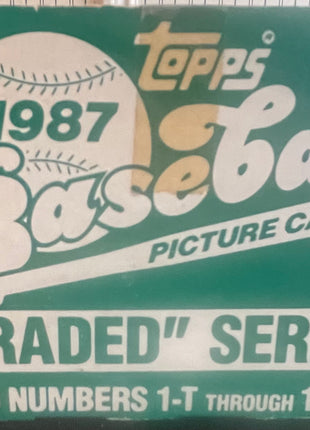 topps
1987
Baseba
PICTURE CA
RADED" SER
NUMBERS 1-T THROUGH 1